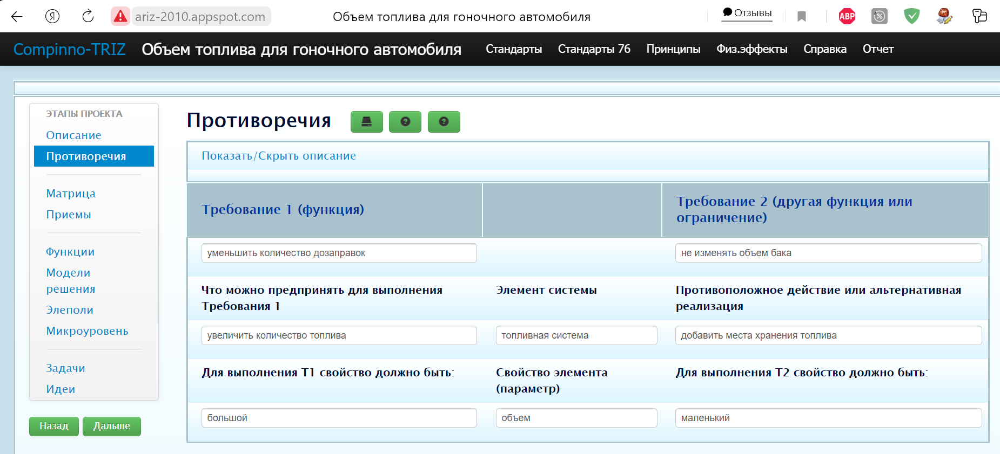 Я
ariz-2010.appspot.com
Объем топлива для гоночного автомобиля
Отзывы
ABP
Compinno-TRIZ
Объем топлива для гоночного автомобиля
Стандарты
Стандарты 76
Принципы
Физ.эффекты
Справка
Отчет
ЭТАПЫ ПРОЕКТА
Описание
Противоречия
Матрица
Приемы
Функции
Модели
решения
Элеполи
Микроуровень
Задачи
Идеи
Назад
Дальше
Противоречия
Показать/Скрыть описание
Требование 1 (функция)
Требование 2 (другая функция или
ограничение)
уменьшить количество дозаправок
не изменять объем бака
Что можно предпринять для выполнения
Требования 1
Элемент системы
Противоположное действие или альтернативная
реализация
увеличить количество топлива
топливная система
добавить места хранения топлива
Для выполнения Т1 свойство должно быть:
Свойство элемента
(параметр)
Для выполнения Т2 свойство должно быть:
большой
объем
маленький